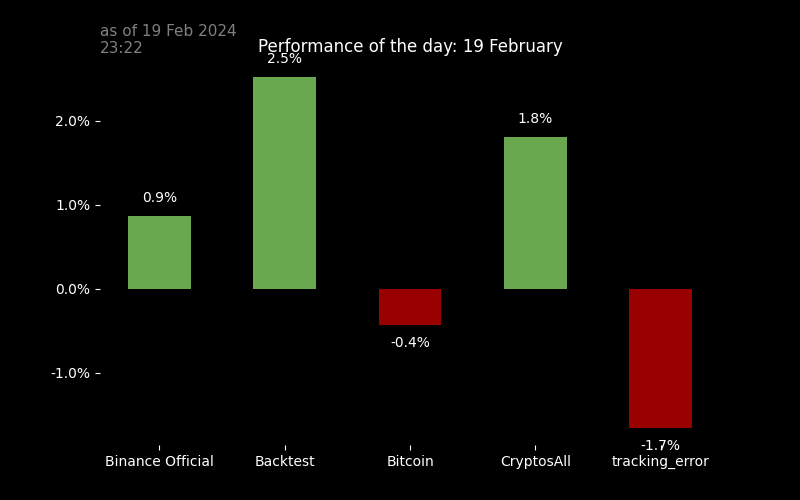 as of 19 Feb 2024
23:22
Performance of the day: 19 February
2.5%
2.0%
1.8%
1.0%
0.9%
0.0%
-0.4%
-1.0%
-1.7%
Binance Official
Backtest
Bitcoin
CryptosAll
tracking_error